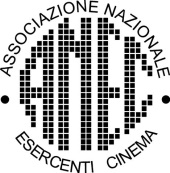 ASSOCIAZIONE NAZIONALE
ANEC
ESERCENTI CINEMA